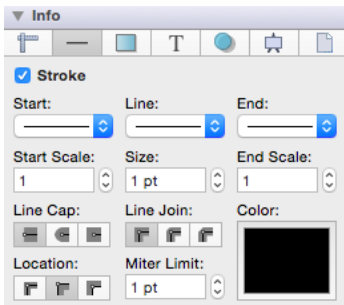 Info
T
Stroke
Start: Line: End:
Start Scale: Size: End Scale:
1 1 pt 1
Line Cap: Line Join: Color:
Location: Miter Limit:
1 pt